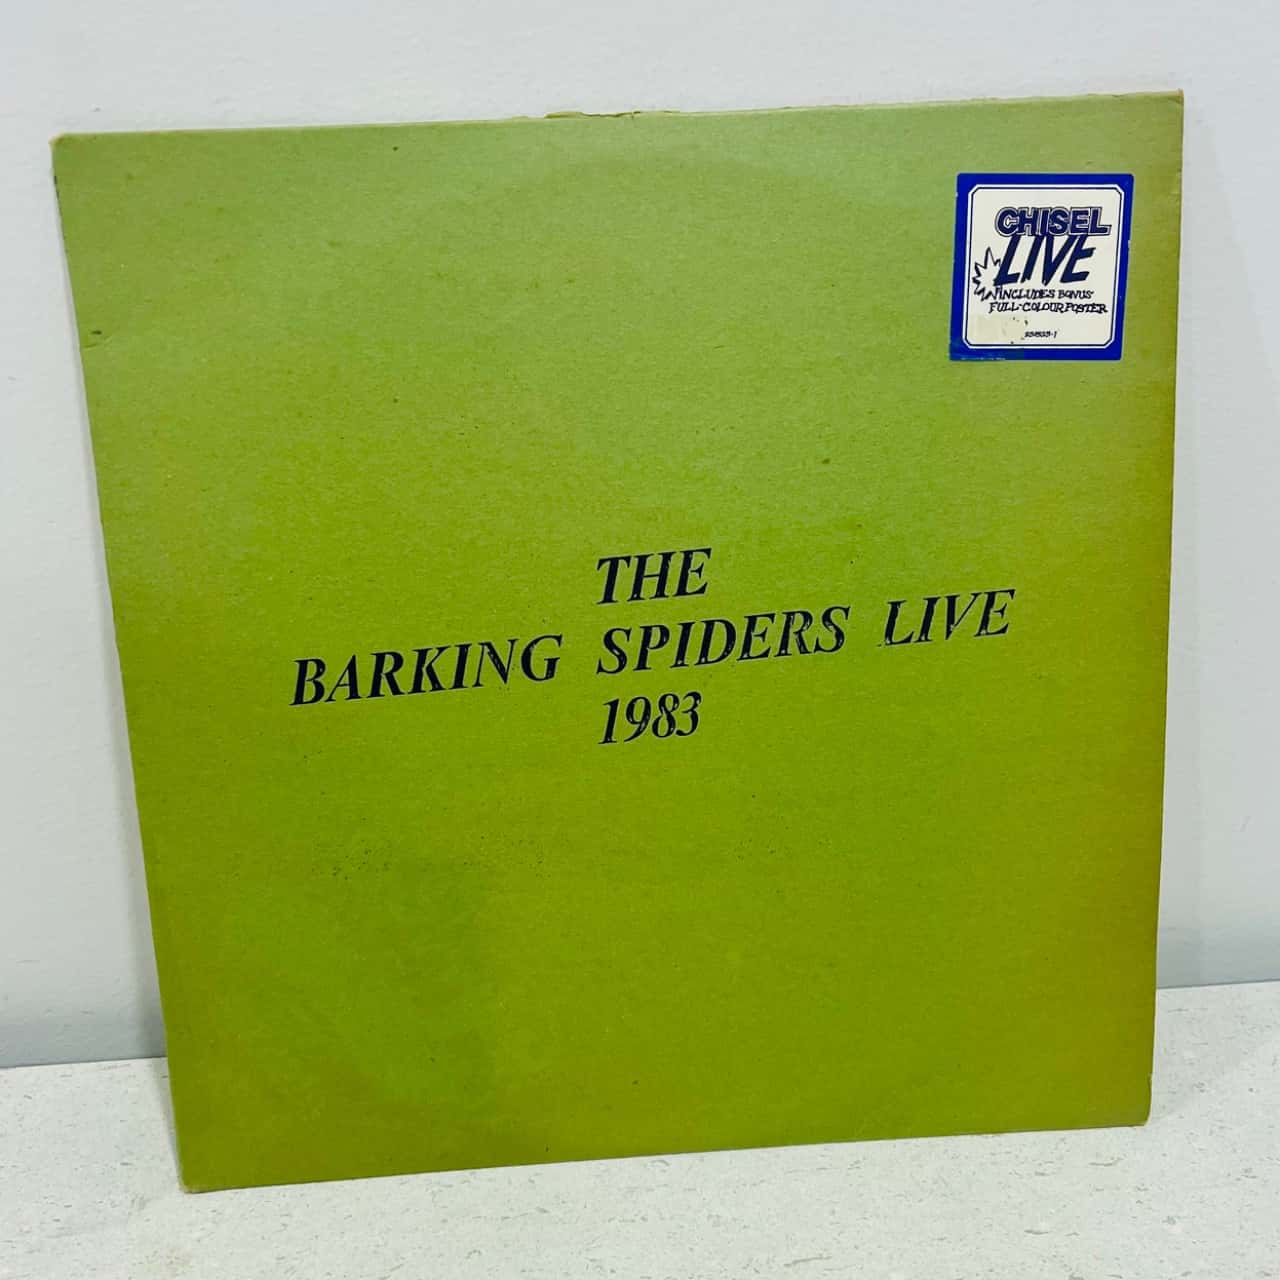 CHISEL
LIVE
INCLUDES BONUS
FULL-COLOUR POSTER
THE
BARKING SPIDERS LIVE
1983